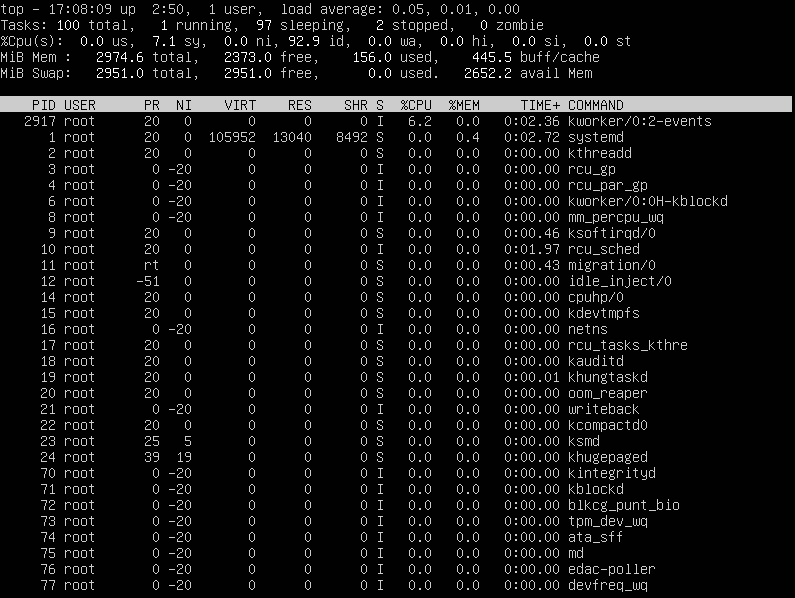 top - 17:08:09 up  2:50,  1 user,  load average: 0.05, 0.01, 0.00
Tasks: 100 total,   1 running,  97 sleeping,   2 stopped,   0 zombie
%Cpu(s):  0.0 us,  7.1 sy,  0.0 ni, 92.9 id,  0.0 wa,  0.0 hi,  0.0 si,  0.0 st
MiB Mem :   2974.6 total,   2373.0 free,    156.0 used,    445.5 buff/cache
MiB Swap:   2951.0 total,   2951.0 free,      0.0 used.   2652.2 avail Mem
PID USER      PR  NI    VIRT    RES    SHR S  %CPU  %MEM     TIME+ COMMAND
2917 root      20   0       0      0      0 I   6.2   0.0   0:02.36 kworker/0:2-events
1 root      20   0  105952  13040   8492 S   0.0   0.4   0:02.72 systemd
2 root      20   0       0      0      0 S   0.0   0.0   0:00.00 kthreadd
3 root       0 -20       0      0      0 I   0.0   0.0   0:00.00 rcu_gp
4 root       0 -20       0      0      0 I   0.0   0.0   0:00.00 rcu_par_gp
6 root       0 -20       0      0      0 I   0.0   0.0   0:00.00 kworker/0:0H-kblockd
8 root       0 -20       0      0      0 I   0.0   0.0   0:00.00 mm_percpu_wq
9 root      20   0       0      0      0 S   0.0   0.0   0:00.46 ksoftirqd/0
10 root      20   0       0      0      0 I   0.0   0.0   0:01.97 rcu_sched
11 root      rt   0       0      0      0 S   0.0   0.0   0:00.43 migration/0
12 root     -51   0       0      0      0 S   0.0   0.0   0:00.00 idle_inject/0
14 root      20   0       0      0      0 S   0.0   0.0   0:00.00 cpuhp/0
15 root      20   0       0      0      0 S   0.0   0.0   0:00.00 kdevtmpfs
16 root       0 -20       0      0      0 I   0.0   0.0   0:00.00 netns
17 root      20   0       0      0      0 S   0.0   0.0   0:00.00 rcu_tasks_kthre
18 root      20   0       0      0      0 S   0.0   0.0   0:00.00 kauditd
19 root      20   0       0      0      0 S   0.0   0.0   0:00.01 khungtaskd
20 root      20   0       0      0      0 S   0.0   0.0   0:00.00 oom_reaper
21 root       0 -20       0      0      0 I   0.0   0.0   0:00.00 writeback
22 root      20   0       0      0      0 S   0.0   0.0   0:00.00 kcompactd0
23 root      25   5       0      0      0 S   0.0   0.0   0:00.00 ksmd
24 root      39  19       0      0      0 S   0.0   0.0   0:00.00 khugepaged
70 root       0 -20       0      0      0 I   0.0   0.0   0:00.00 kintegrityd
71 root       0 -20       0      0      0 I   0.0   0.0   0:00.00 kblockd
72 root       0 -20       0      0      0 I   0.0   0.0   0:00.00 blkcg_punt_bio
73 root       0 -20       0      0      0 I   0.0   0.0   0:00.00 tpm_dev_wq
74 root       0 -20       0      0      0 I   0.0   0.0   0:00.00 ata_sff
75 root       0 -20       0      0      0 I   0.0   0.0   0:00.00 md
76 root       0 -20       0      0      0 I   0.0   0.0   0:00.00 edac-poller
77 root       0 -20       0      0      0 I   0.0   0.0   0:00.00 devfreq_wq